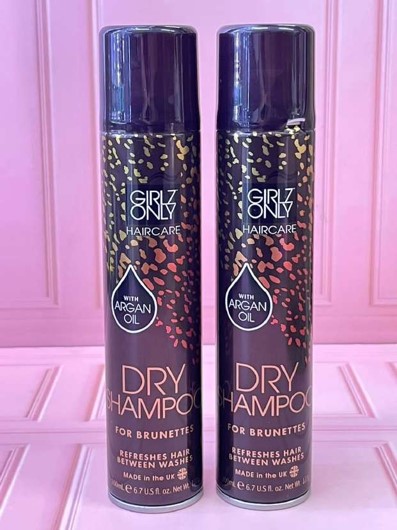 GIRLZ
ONLY
HAIRCARE
WITH
ARGAN
OIL
DRY
SHAMPOO
FOR BRUNETTES
REFRESHES HAIR
BETWEEN WASHES
MADE IN THE UK
℮ 6.7 U.S fl. oz. Net
GIRLZ
ONLY
HAIRCARE
WITH
ARGAN
OIL
DRY
SHAMPOO
FOR BRUNETTES
REFRESHES HAIR
BETWEEN WASHES
MADE IN THE UK
℮ 6.7 U.S fl. oz. Net